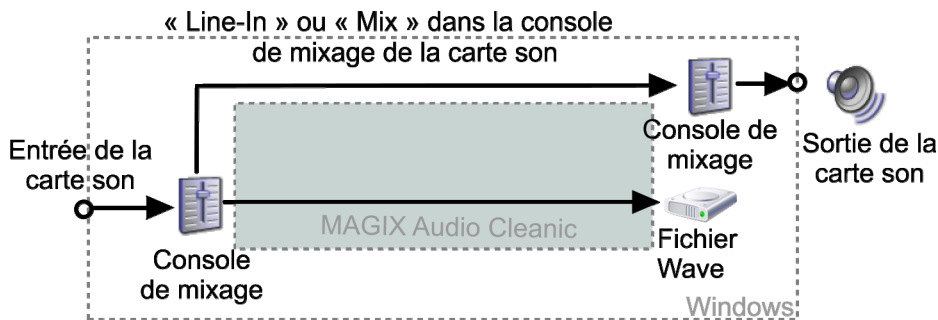 « Line-In » ou « Mix » dans la console
de mixage de la carte son
Entrée de la
carte son
Console de
mixage
Sortie de la
carte son
MAGIX Audio Cleanic
Fichier
Wave
Console
de mixage
Windows